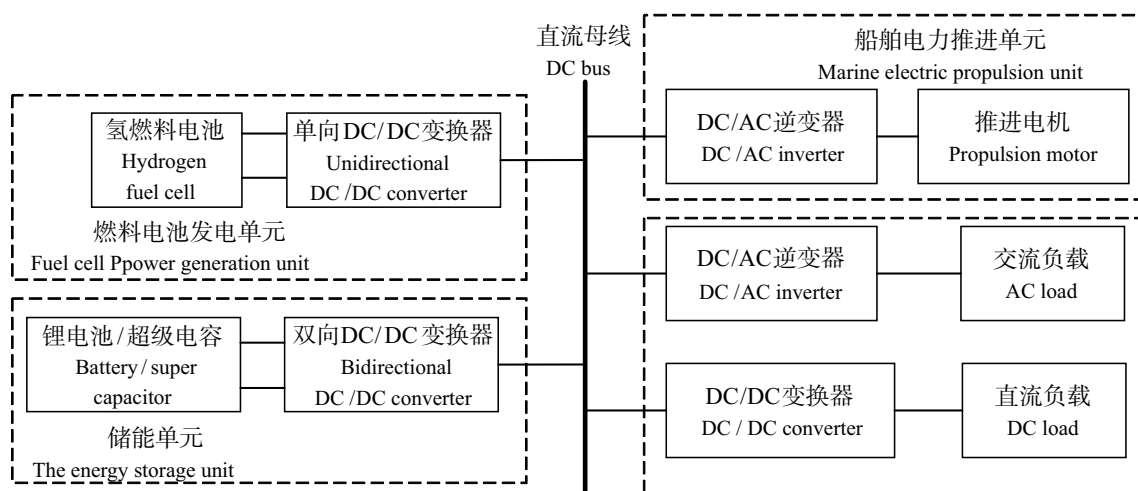 直流母线
DC bus
氢燃料电池
Hydrogen
fuel cell
单向DC/DC变换器
Unidirectional
DC /DC converter
燃料电池发电单元
Fuel cell Ppower generation unit
锂电池/超级电容
Battery/super
capacitor
双向DC/DC变换器
Bidirectional
DC /DC converter
储能单元
The energy storage unit
船舶电力推进单元
Marine electric propulsion unit
DC/AC逆变器
DC /AC inverter
推进电机
Propulsion motor
DC/AC逆变器
DC /AC inverter
交流负载
AC load
DC/DC变换器
DC / DC converter
直流负载
DC load